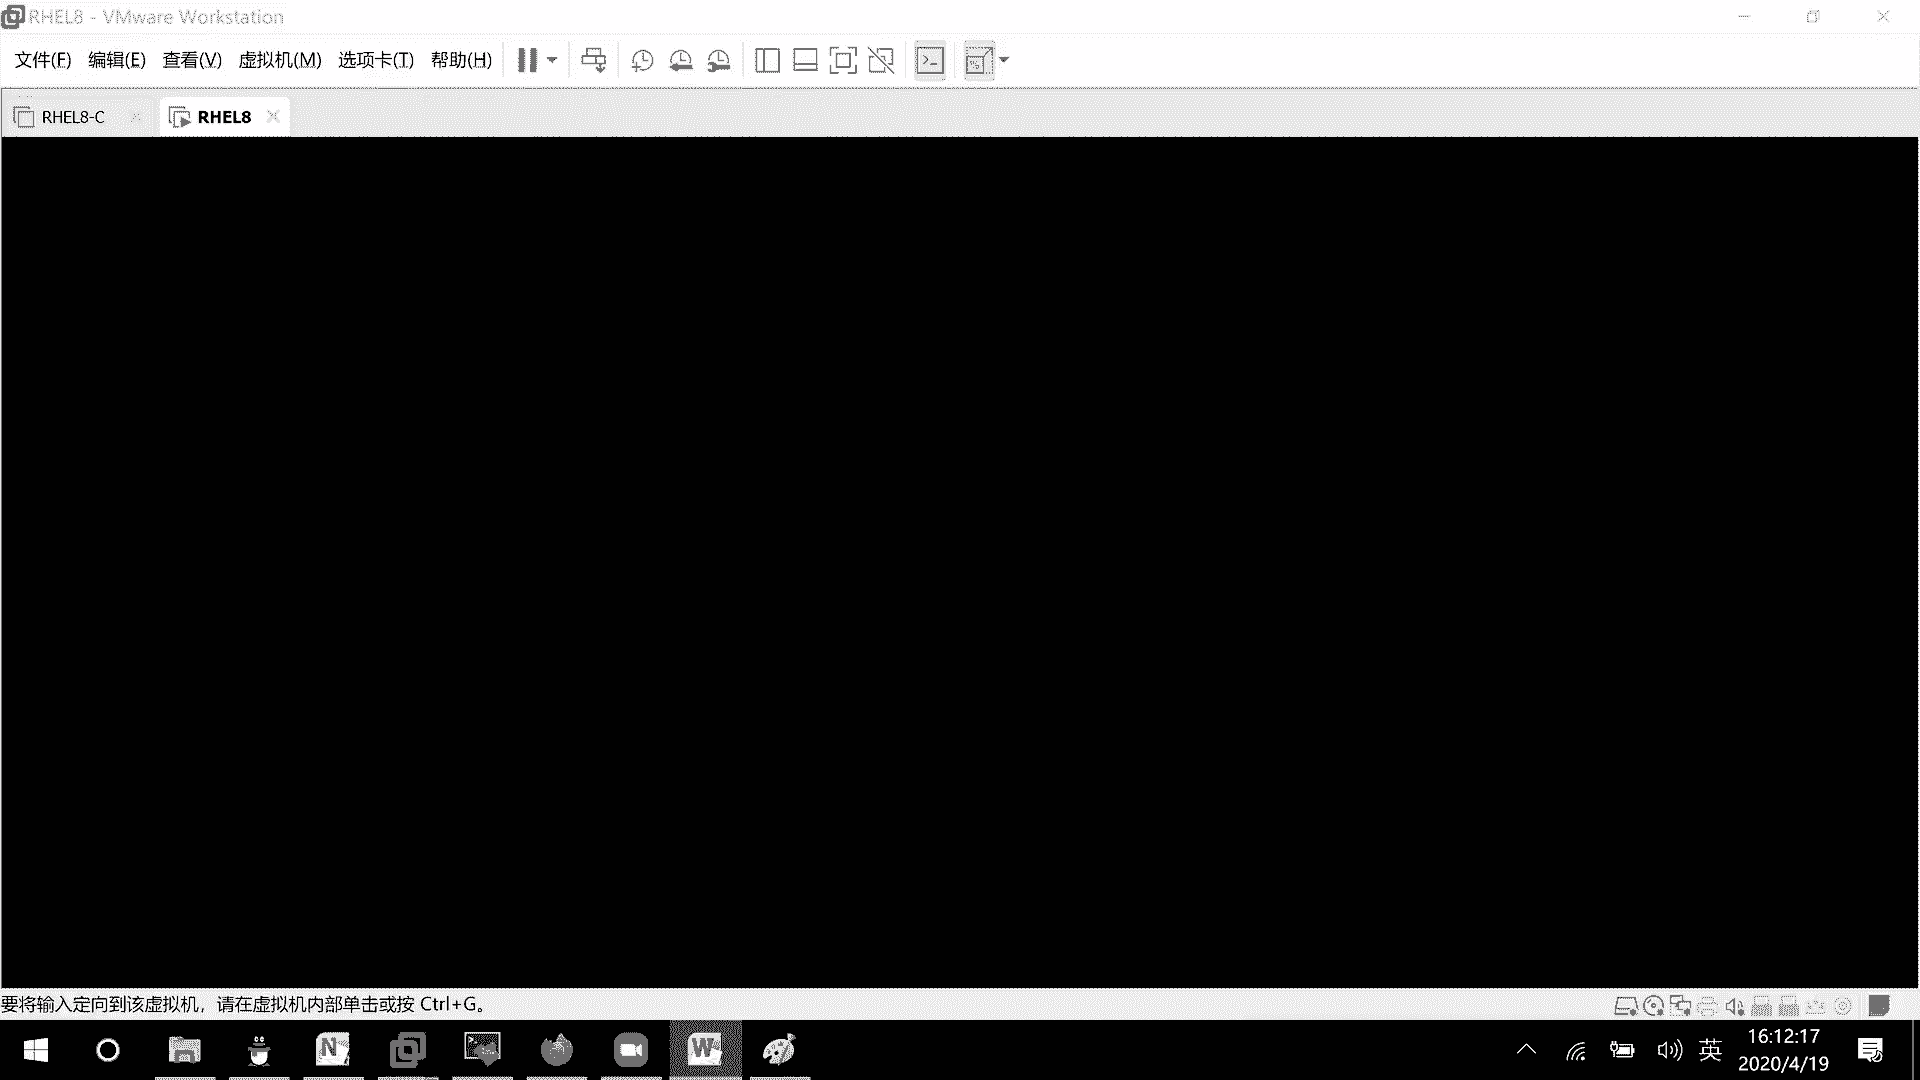 RHEL8 - VMware Workstation
文件(F) 编辑(E) 查看(V) 虚拟机(M) 选项卡(T) 帮助(H)
RHEL8-C RHEL8
要将输入定向到该虚拟机，请在虚拟机内部单击或按 Ctrl+G。
N W 英 16:12:17
2020/4/19